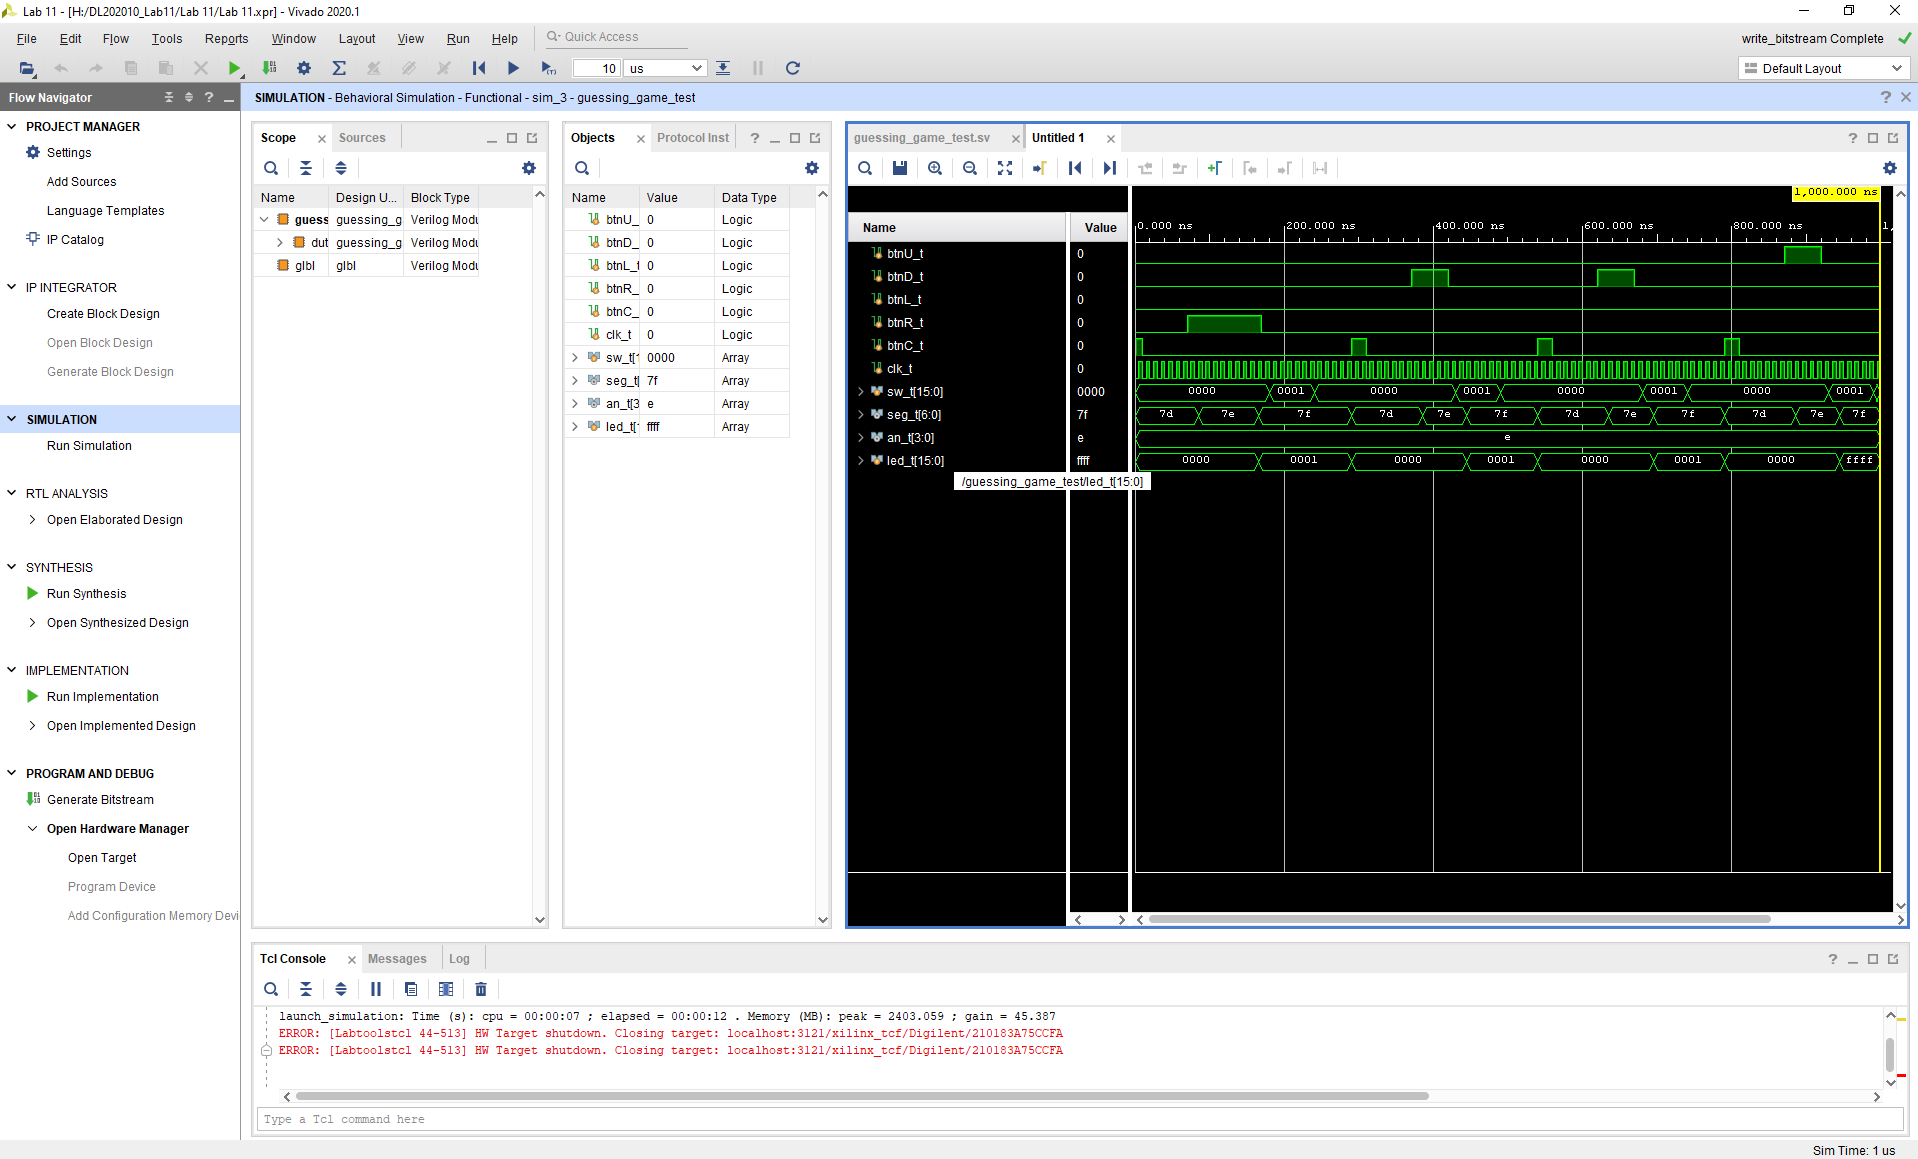 Lab 11 - [H:/DL202010_Lab11/Lab 11/Lab 11.xpr] - Vivado 2020.1
File Edit Flow Tools Reports Window Layout View Run Help
Quick Access
write_bitstream Complete
10 us
Default Layout
Flow Navigator
PROJECT MANAGER
Settings
Add Sources
Language Templates
IP Catalog
IP INTEGRATOR
Create Block Design
Open Block Design
Generate Block Design
SIMULATION
Run Simulation
RTL ANALYSIS
Open Elaborated Design
SYNTHESIS
Run Synthesis
Open Synthesized Design
IMPLEMENTATION
Run Implementation
Open Implemented Design
PROGRAM AND DEBUG
Generate Bitstream
Open Hardware Manager
Open Target
Program Device
Add Configuration Memory Devi
SIMULATION - Behavioral Simulation - Functional - sim_3 - guessing_game_test
Scope Sources
Name Design U... Block Type
guess guessing_g Verilog Modu
dut guessing_g Verilog Modu
glbl glbl Verilog Modu
Objects Protocol Inst
Name Value Data Type
btnU_ 0 Logic
btnD_ 0 Logic
btnL_ 0 Logic
btnR_ 0 Logic
btnC_ 0 Logic
clk_t 0 Logic
sw_t[1 0000 Array
seg_t[ 7f Array
an_t[3 e Array
led_t[1 ffff Array
guessing_game_test.sv Untitled 1
1,000.000 ns
Name Value 0.000 ns 200.000 ns 400.000 ns 600.000 ns 800.000 ns 1,
btnU_t 0
btnD_t 0
btnL_t 0
btnR_t 0
btnC_t 0
clk_t 0
sw_t[15:0] 0000 0000 0001 0000 0001 0000 0001 0000 0001
seg_t[6:0] 7f 7d 7e 7f 7d 7e 7f 7d 7e 7f 7d 7e 7f
an_t[3:0] e e
led_t[15:0] ffff 0000 0001 0000 0001 0000 0001 0000 ffff
/guessing_game_test/led_t[15:0]
Tcl Console Messages Log
launch_simulation: Time (s): cpu = 00:00:07 ; elapsed = 00:00:12 . Memory (MB): peak = 2403.059 ; gain = 45.387
ERROR: [Labtoolstcl 44-513] HW Target shutdown. Closing target: localhost:3121/xilinx_tcf/Digilent/210183A75CCFA
ERROR: [Labtoolstcl 44-513] HW Target shutdown. Closing target: localhost:3121/xilinx_tcf/Digilent/210183A75CCFA
Type a Tcl command here
Sim Time: 1 us